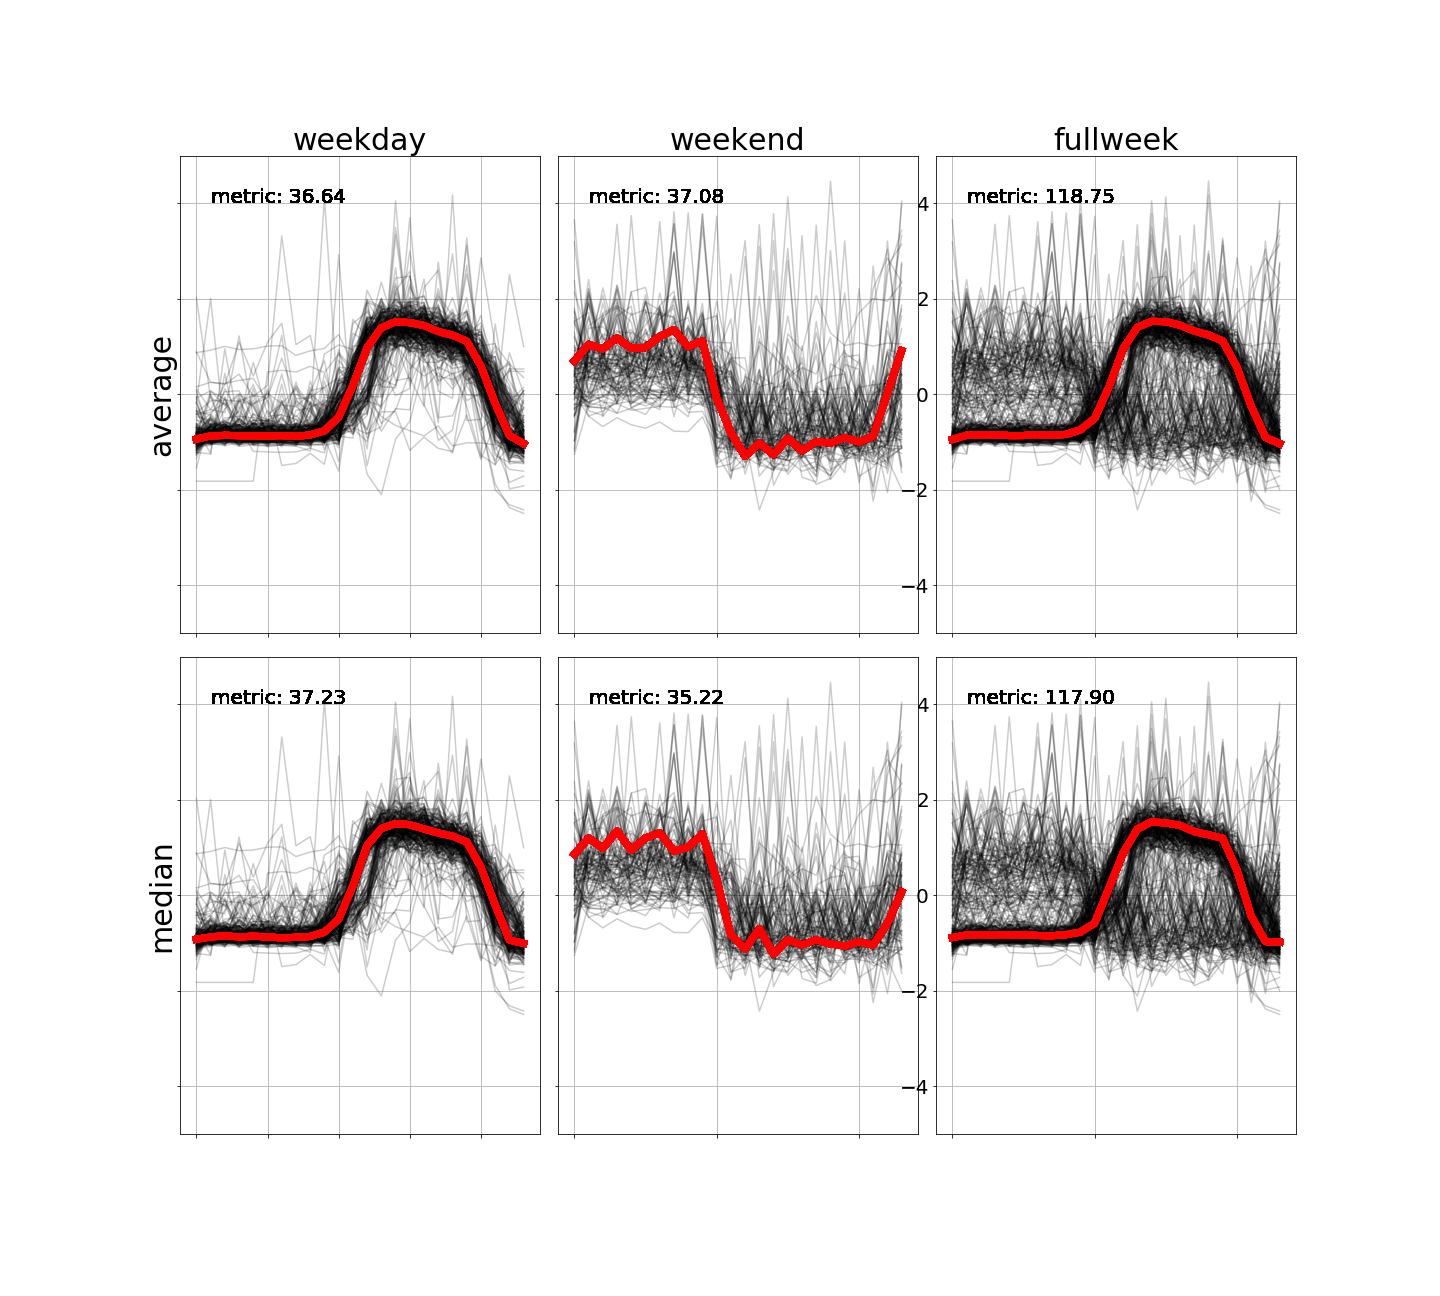 weekday
weekend
fullweek
average
metric: 36.64
metric: 37.08
metric: 118.75
4
2
0
−2
−4
median
metric: 37.23
metric: 35.22
metric: 117.90
4
2
0
−2
−4